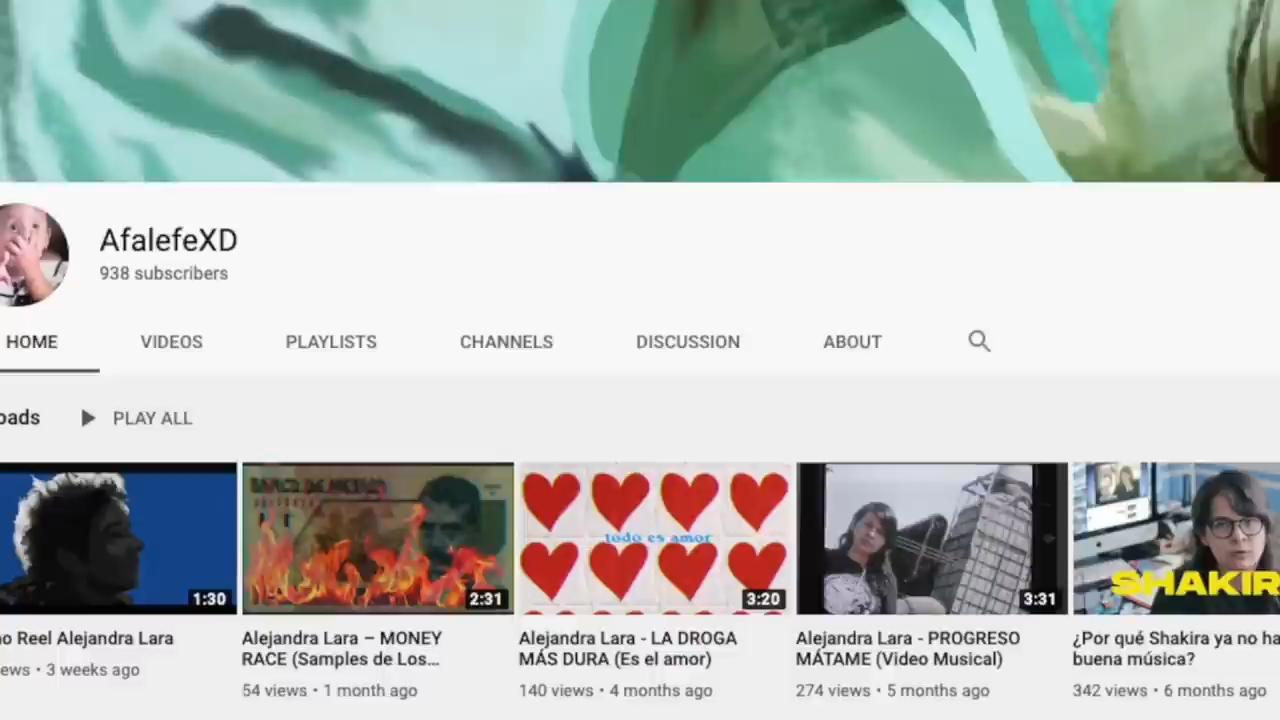 AfalefeXD
938 subscribers
HOME VIDEOS PLAYLISTS CHANNELS DISCUSSION ABOUT
oads PLAY ALL
todo es amor
SHAKIR
1:30 2:31 3:20 3:31
o Reel Alejandra Lara
ews • 3 weeks ago
Alejandra Lara – MONEY
RACE (Samples de Los...
54 views • 1 month ago
Alejandra Lara - LA DROGA
MÁS DURA (Es el amor)
140 views • 4 months ago
Alejandra Lara - PROGRESO
MÁTAME (Video Musical)
274 views • 5 months ago
¿Por qué Shakira ya no ha
buena música?
342 views • 6 months ago